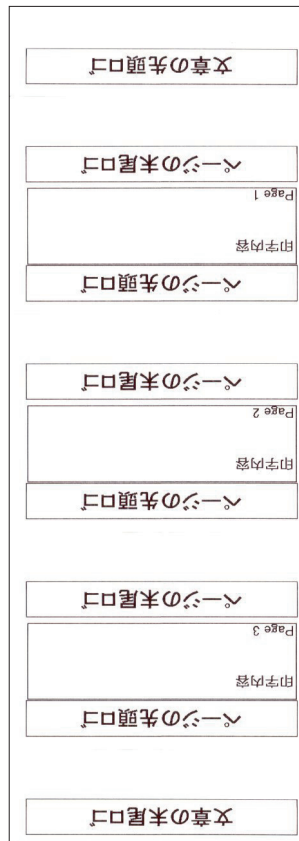 文章の先頭ロゴ
ページの末尾ロゴ
Page 1
印字内容
ページの先頭ロゴ
ページの末尾ロゴ
Page 2
印字内容
ページの先頭ロゴ
ページの末尾ロゴ
Page 3
印字内容
ページの先頭ロゴ
文章の末尾ロゴ